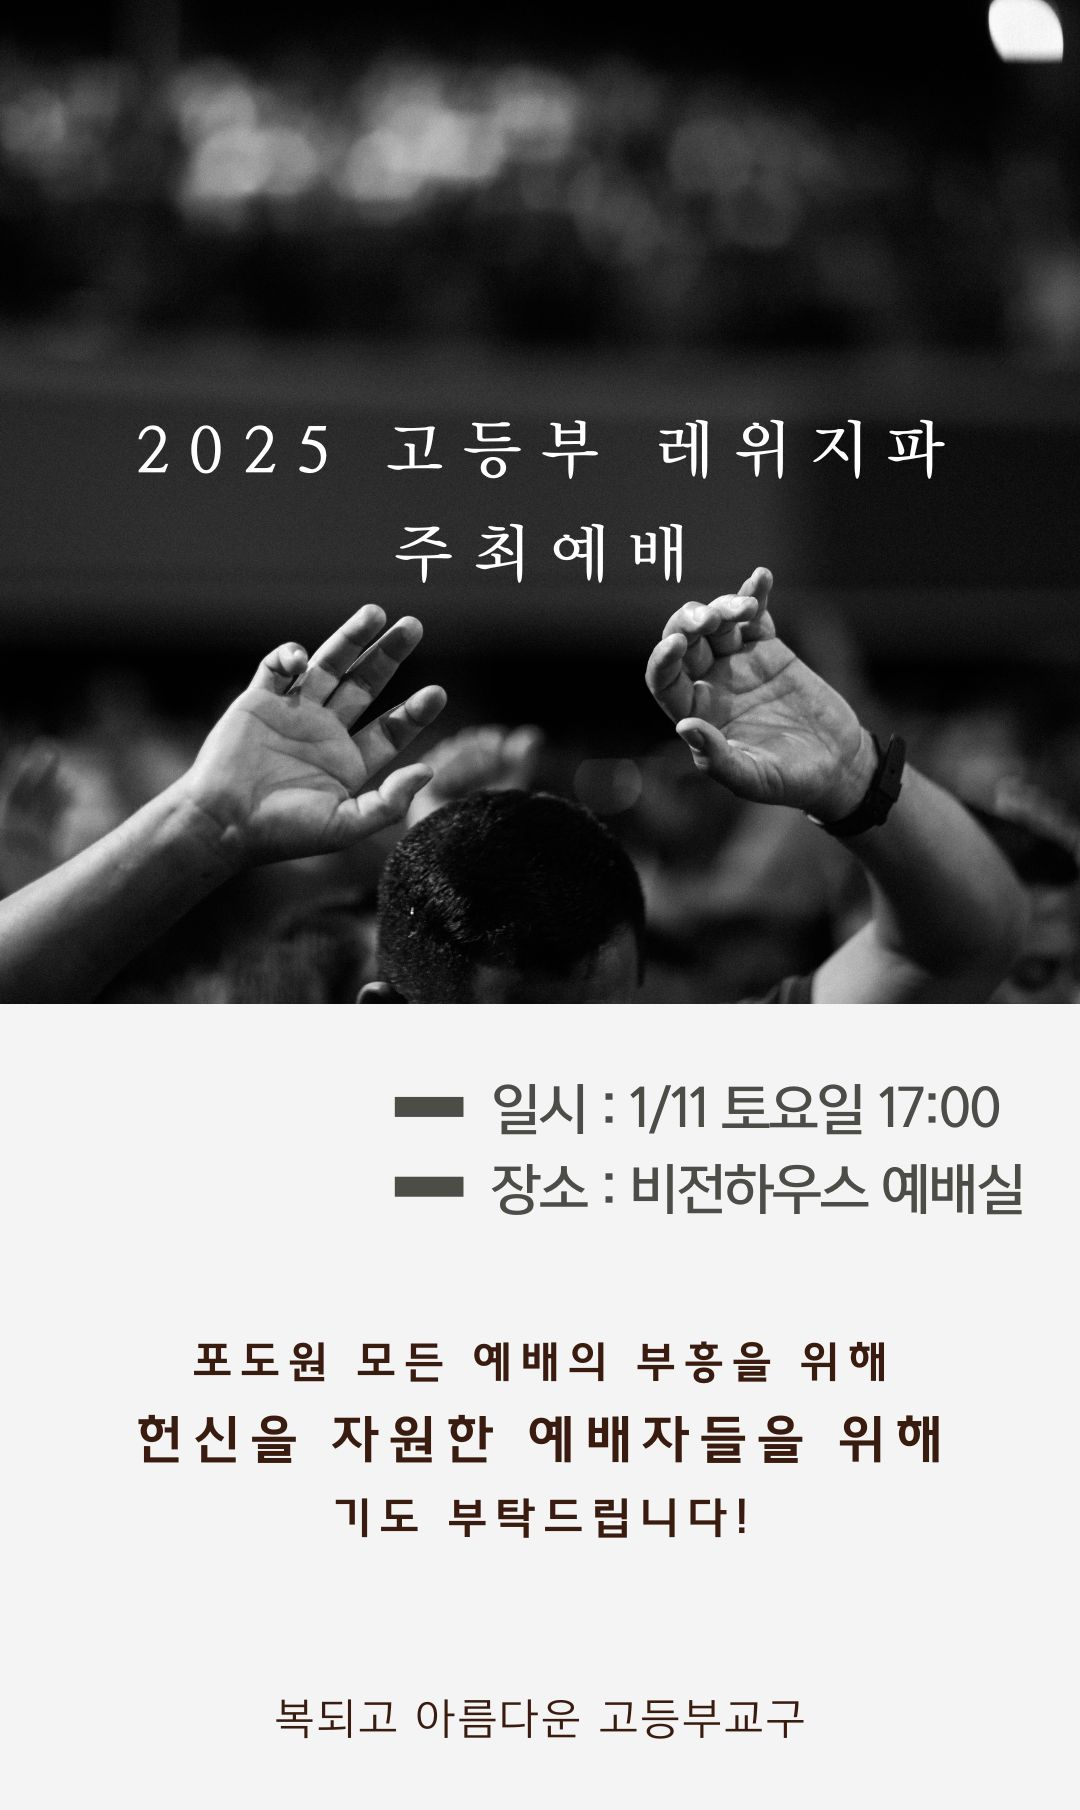 2025 고등부 레위지파
주최예배
일시 : 1/11 토요일 17:00
장소 : 비전하우스 예배실
포도원 모든 예배의 부흥을 위해
헌신을 자원한 예배자들을 위해
기도 부탁드립니다!
복되고 아름다운 고등부교구